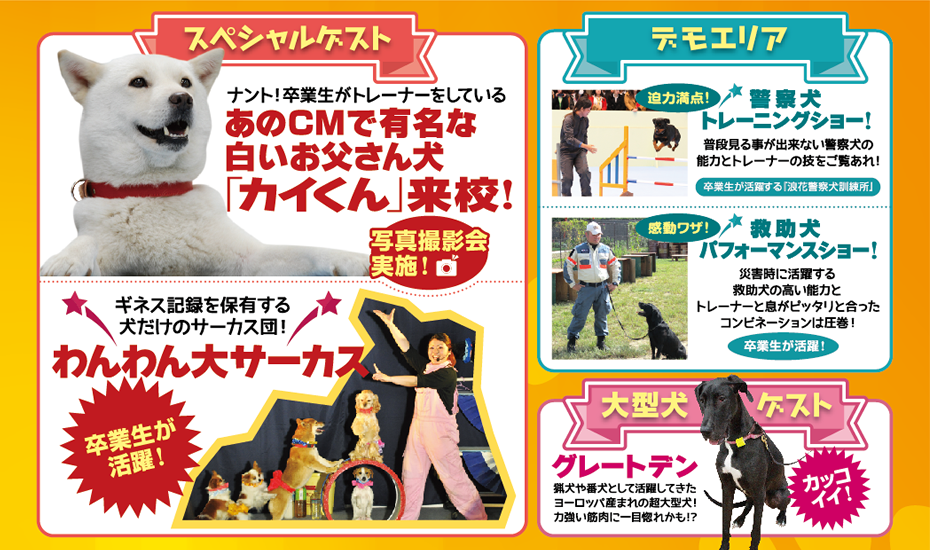 スペシャルゲスト
ナント!卒業生がトレーナーをしている
あのCMで有名な
白いお父さん犬
「カイくん」来校!
写真撮影会
実施!
ギネス記録を保有する
犬だけのサーカス団!
わんわん大サーカス
卒業生が
活躍!
デモエリア
迫力満点!
警察犬
トレーニングショー!
普段見る事が出来ない警察犬の
能力とトレーナーの技をご覧あれ!
卒業生が活躍する「浪花警察犬訓練所」
感動ワザ!
救助犬
パフォーマンスショー!
災害時に活躍する
救助犬の高い能力と
トレーナーと息がピッタリと合った
コンビネーションは圧巻!
卒業生が活躍!
大型犬 ゲスト
グレートデン
猟犬や番犬として活躍してきた
ヨーロッパ産まれの超大型犬!
力強い筋肉に一目惚れかも!?
カッコ
イイ!